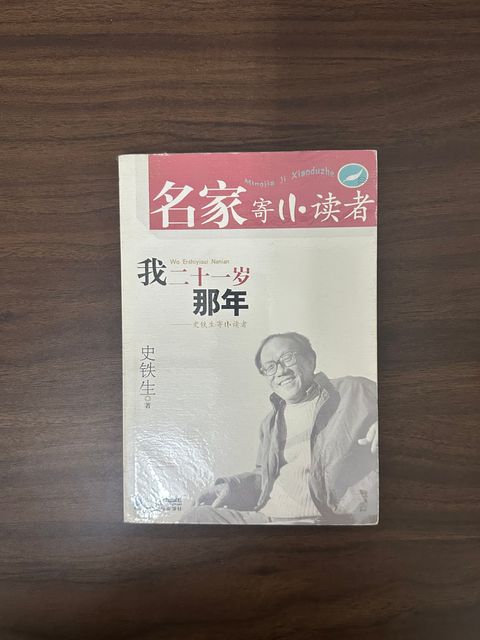 Mingjia Ji Xiaoduzhe
名家寄小读者
Wo Ershiyisui Nanian
我二十一岁
那年
——史铁生寄小读者
史铁生◎著